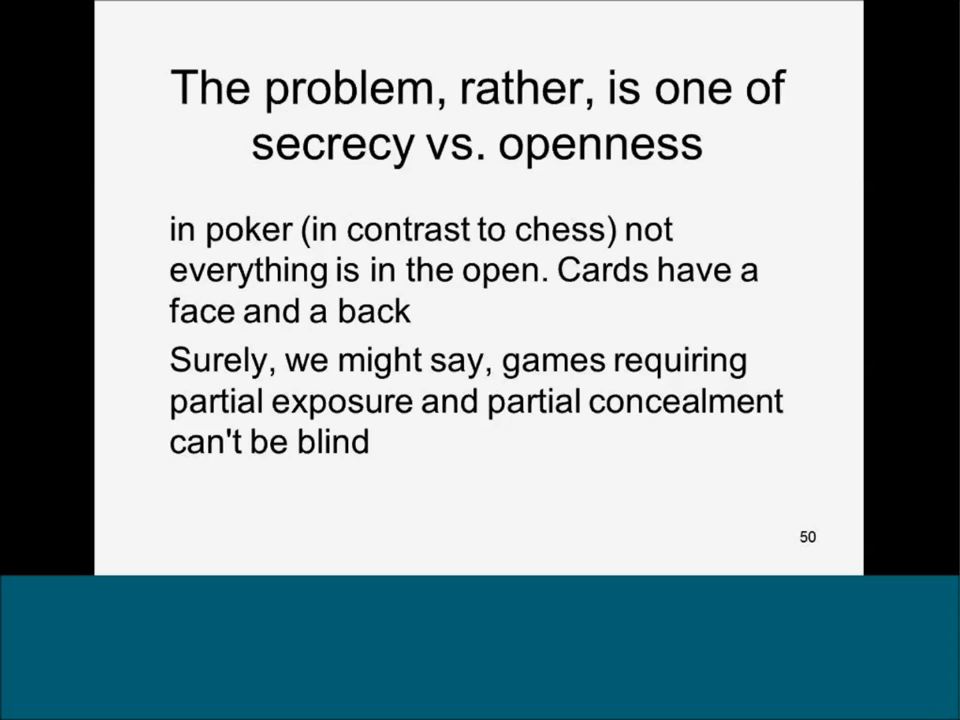 The problem, rather, is one of
secrecy vs. openness
in poker (in contrast to chess) not
everything is in the open. Cards have a
face and a back
Surely, we might say, games requiring
partial exposure and partial concealment
can't be blind
50